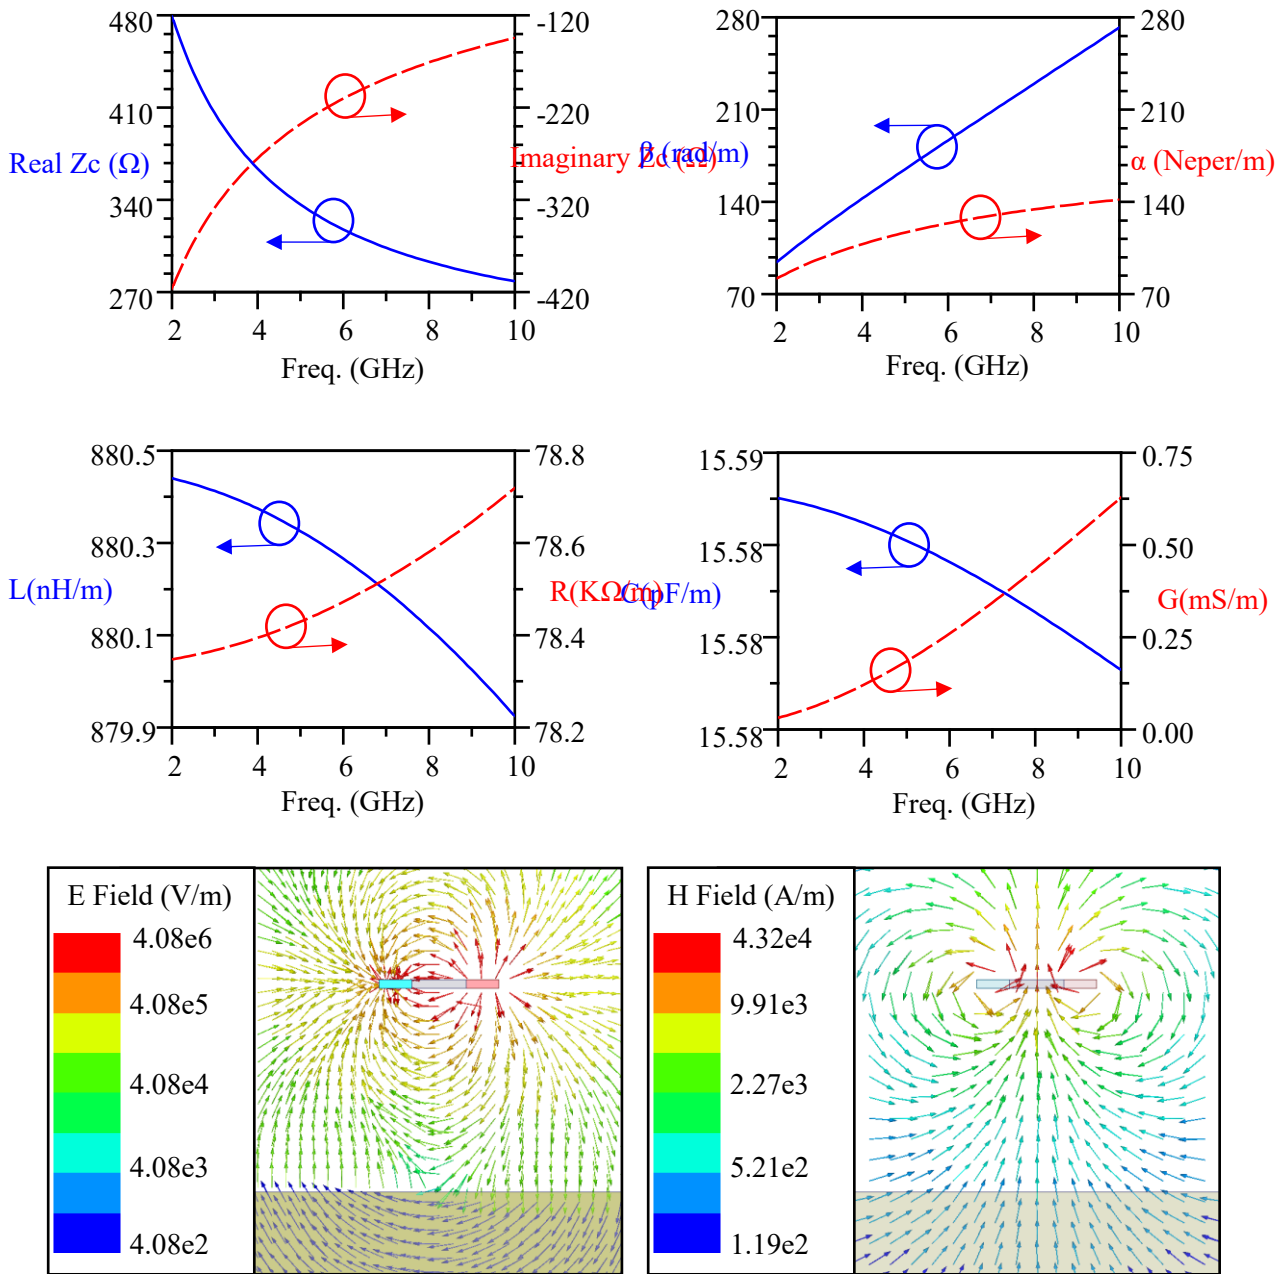 480
410
340
270
Real Zc (Ω)
-120
-220
-320
-420
Imaginary Zc (Ω)
2 4 6 8 10
Freq. (GHz)
280
210
140
70
β (rad/m)
280
210
140
70
α (Neper/m)
2 4 6 8 10
Freq. (GHz)
880.5
880.3
880.1
879.9
L(nH/m)
78.8
78.6
78.4
78.2
R(KΩ/m)
2 4 6 8 10
Freq. (GHz)
15.59
15.58
15.58
15.58
C(pF/m)
0.75
0.50
0.25
0.00
G(mS/m)
2 4 6 8 10
Freq. (GHz)
E Field (V/m)
4.08e6
4.08e5
4.08e4
4.08e3
4.08e2
H Field (A/m)
4.32e4
9.91e3
2.27e3
5.21e2
1.19e2